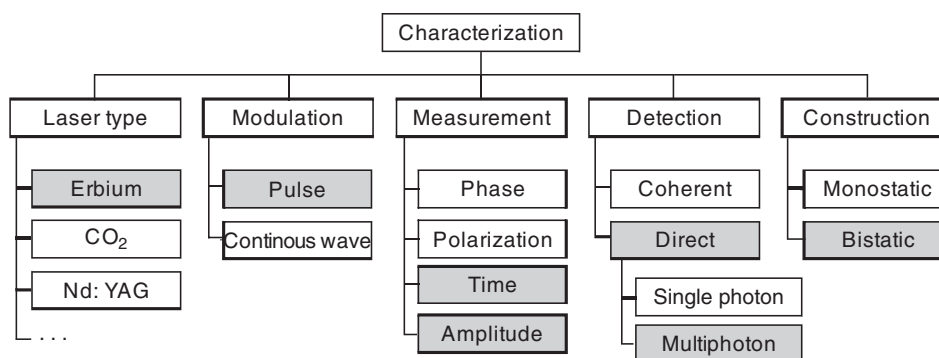 Characterization
Laser type
Erbium
CO₂
Nd: YAG
. . .
Modulation
Pulse
Continous wave
Measurement
Phase
Polarization
Time
Amplitude
Detection
Coherent
Direct
Single photon
Multiphoton
Construction
Monostatic
Bistatic